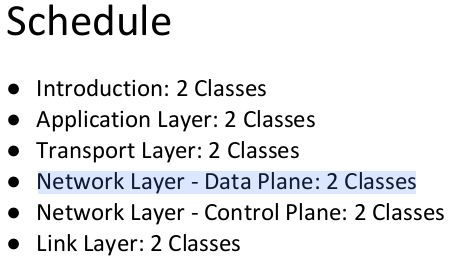 Schedule
● Introduction: 2 Classes
● Application Layer: 2 Classes
● Transport Layer: 2 Classes
● Network Layer - Data Plane: 2 Classes
● Network Layer - Control Plane: 2 Classes
● Link Layer: 2 Classes